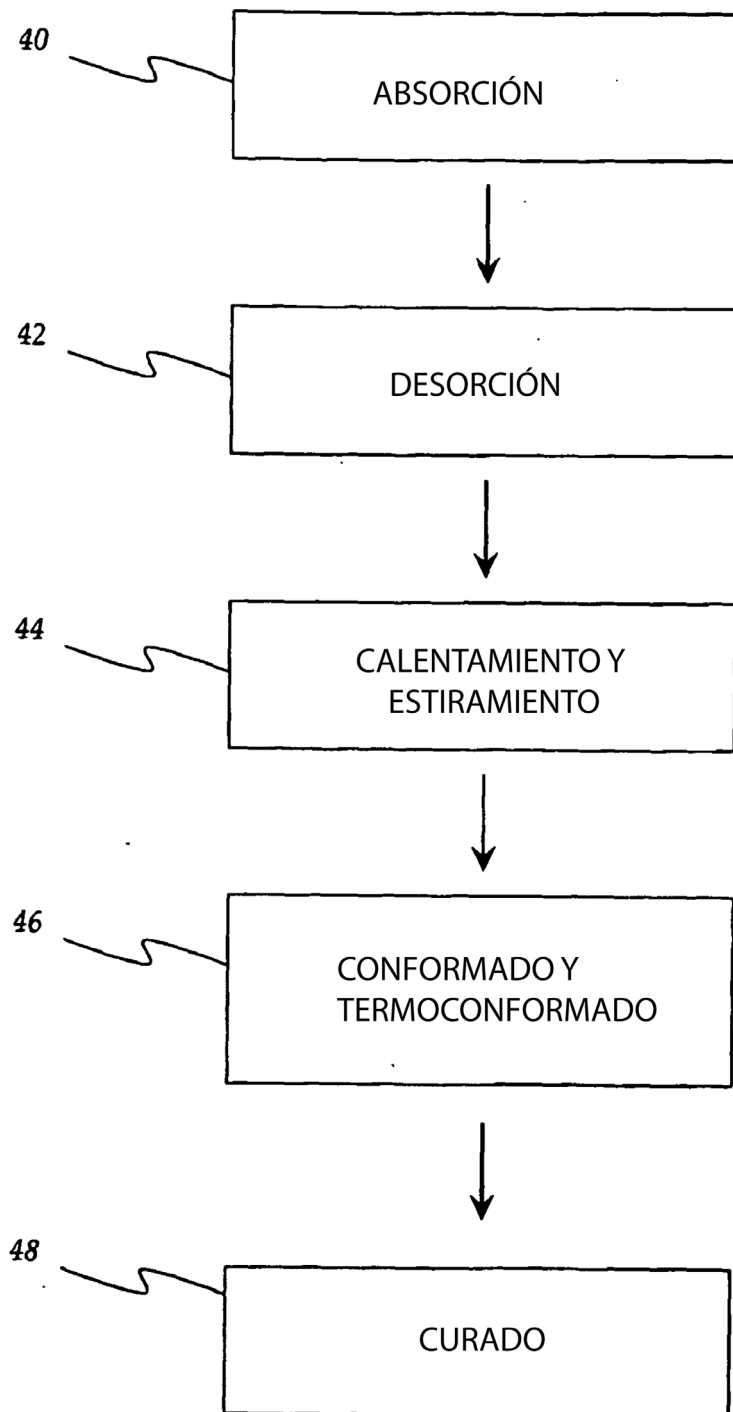 40
ABSORCIÓN
42
DESORCIÓN
44
CALENTAMIENTO Y
ESTIRAMIENTO
46
CONFORMADO Y
TERMOCONFORMADO
48
CURADO